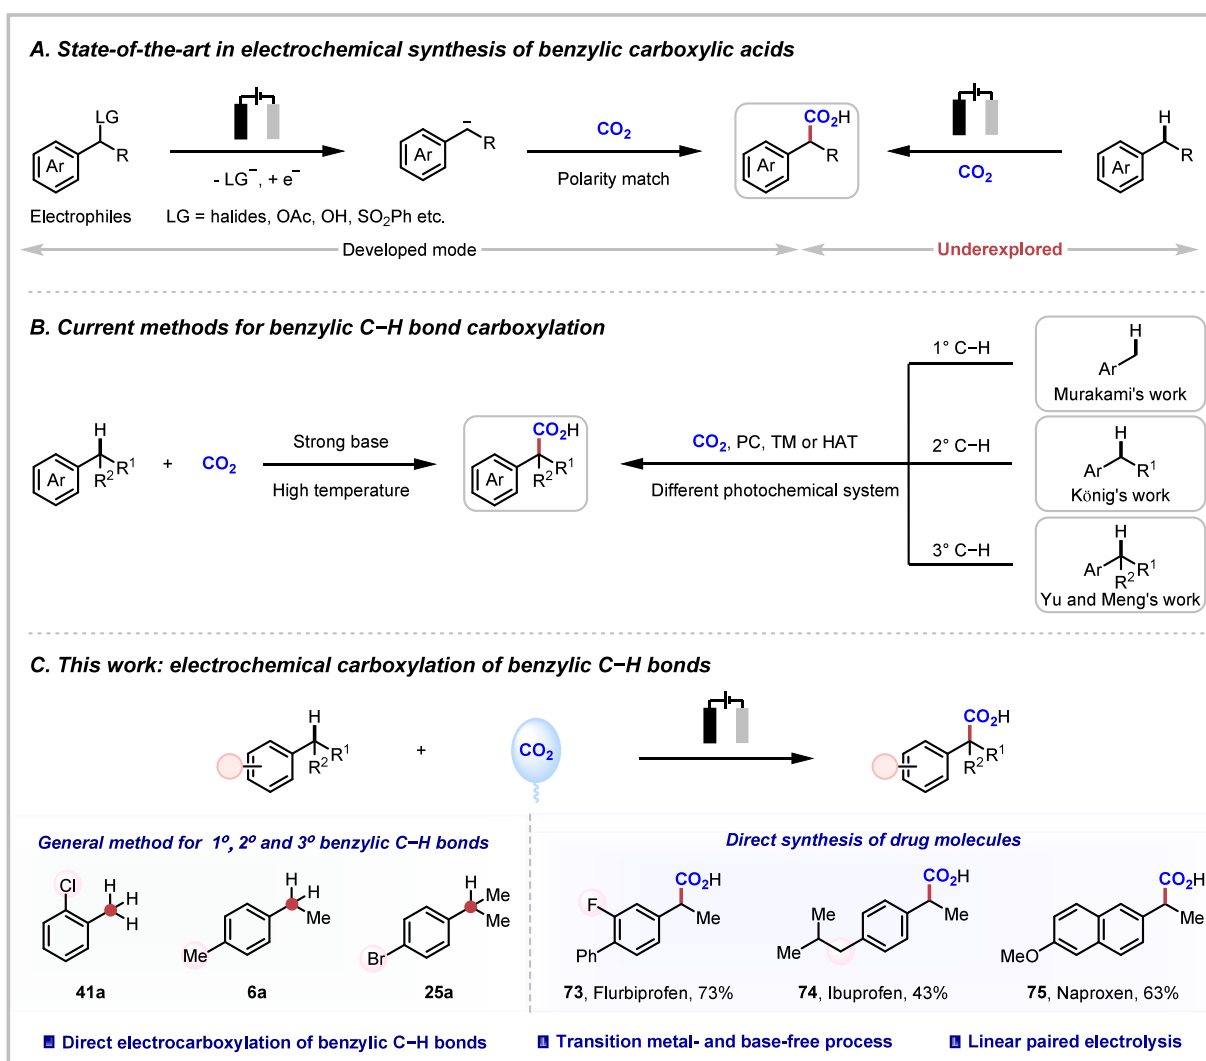 A. State-of-the-art in electrochemical synthesis of benzylic carboxylic acids
LG
Ar
R
Electrophiles
- LG⁻, + e⁻
LG = halides, OAc, OH, SO₂Ph etc.
−
Ar
R
CO₂
Polarity match
CO₂H
Ar
R
CO₂
H
Ar
R
Developed mode
Underexplored
B. Current methods for benzylic C−H bond carboxylation
H
Ar
R² R¹
+
CO₂
Strong base
High temperature
CO₂H
Ar
R² R¹
CO₂, PC, TM or HAT
Different photochemical system
1° C−H
H
Ar
Murakami's work
2° C−H
H
Ar
R¹
König's work
3° C−H
H
Ar
R² R¹
Yu and Meng's work
C. This work: electrochemical carboxylation of benzylic C−H bonds
H
R² R¹
+
CO₂
CO₂H
R² R¹
General method for 1º, 2º and 3º benzylic C−H bonds
Cl
H
H
H
41a
H
H
Me
Me
6a
H
Me
Me
Br
25a
Direct synthesis of drug molecules
CO₂H
F
Me
Ph
73, Flurbiprofen, 73%
CO₂H
Me
Me
Me
74, Ibuprofen, 43%
CO₂H
Me
MeO
75, Naproxen, 63%
Direct electrocarboxylation of benzylic C−H bonds
Transition metal- and base-free process
Linear paired electrolysis